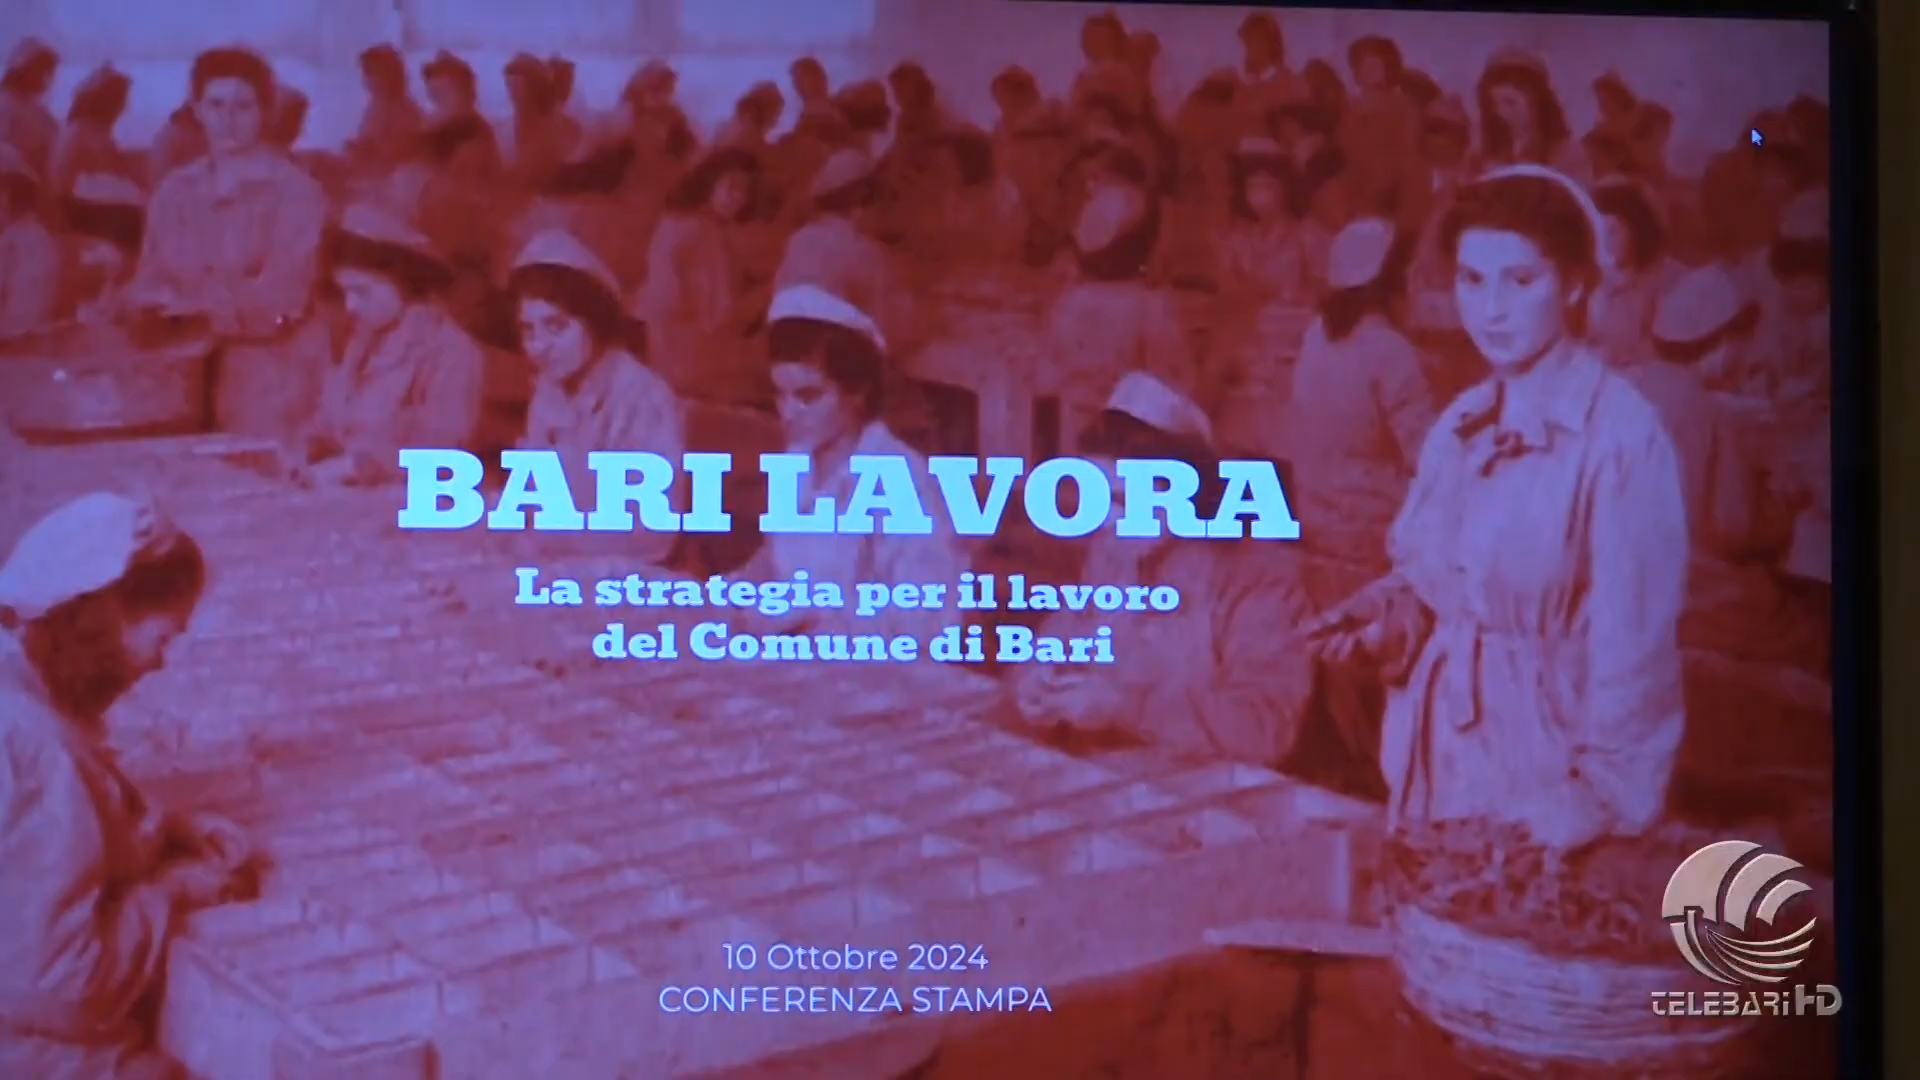 BARI LAVORA
La strategia per il lavoro
del Comune di Bari
10 Ottobre 2024
CONFERENZA STAMPA
TELEBARI HD